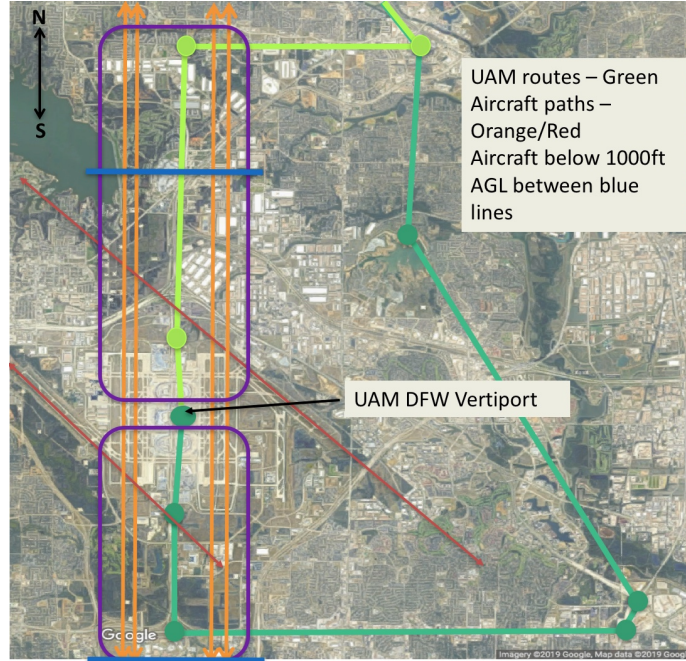 N
S
UAM routes – Green
Aircraft paths –
Orange/Red
Aircraft below 1000ft
AGL between blue
lines
UAM DFW Vertiport
Google
Imagery ©2019 Google, Map data ©2019 Googl